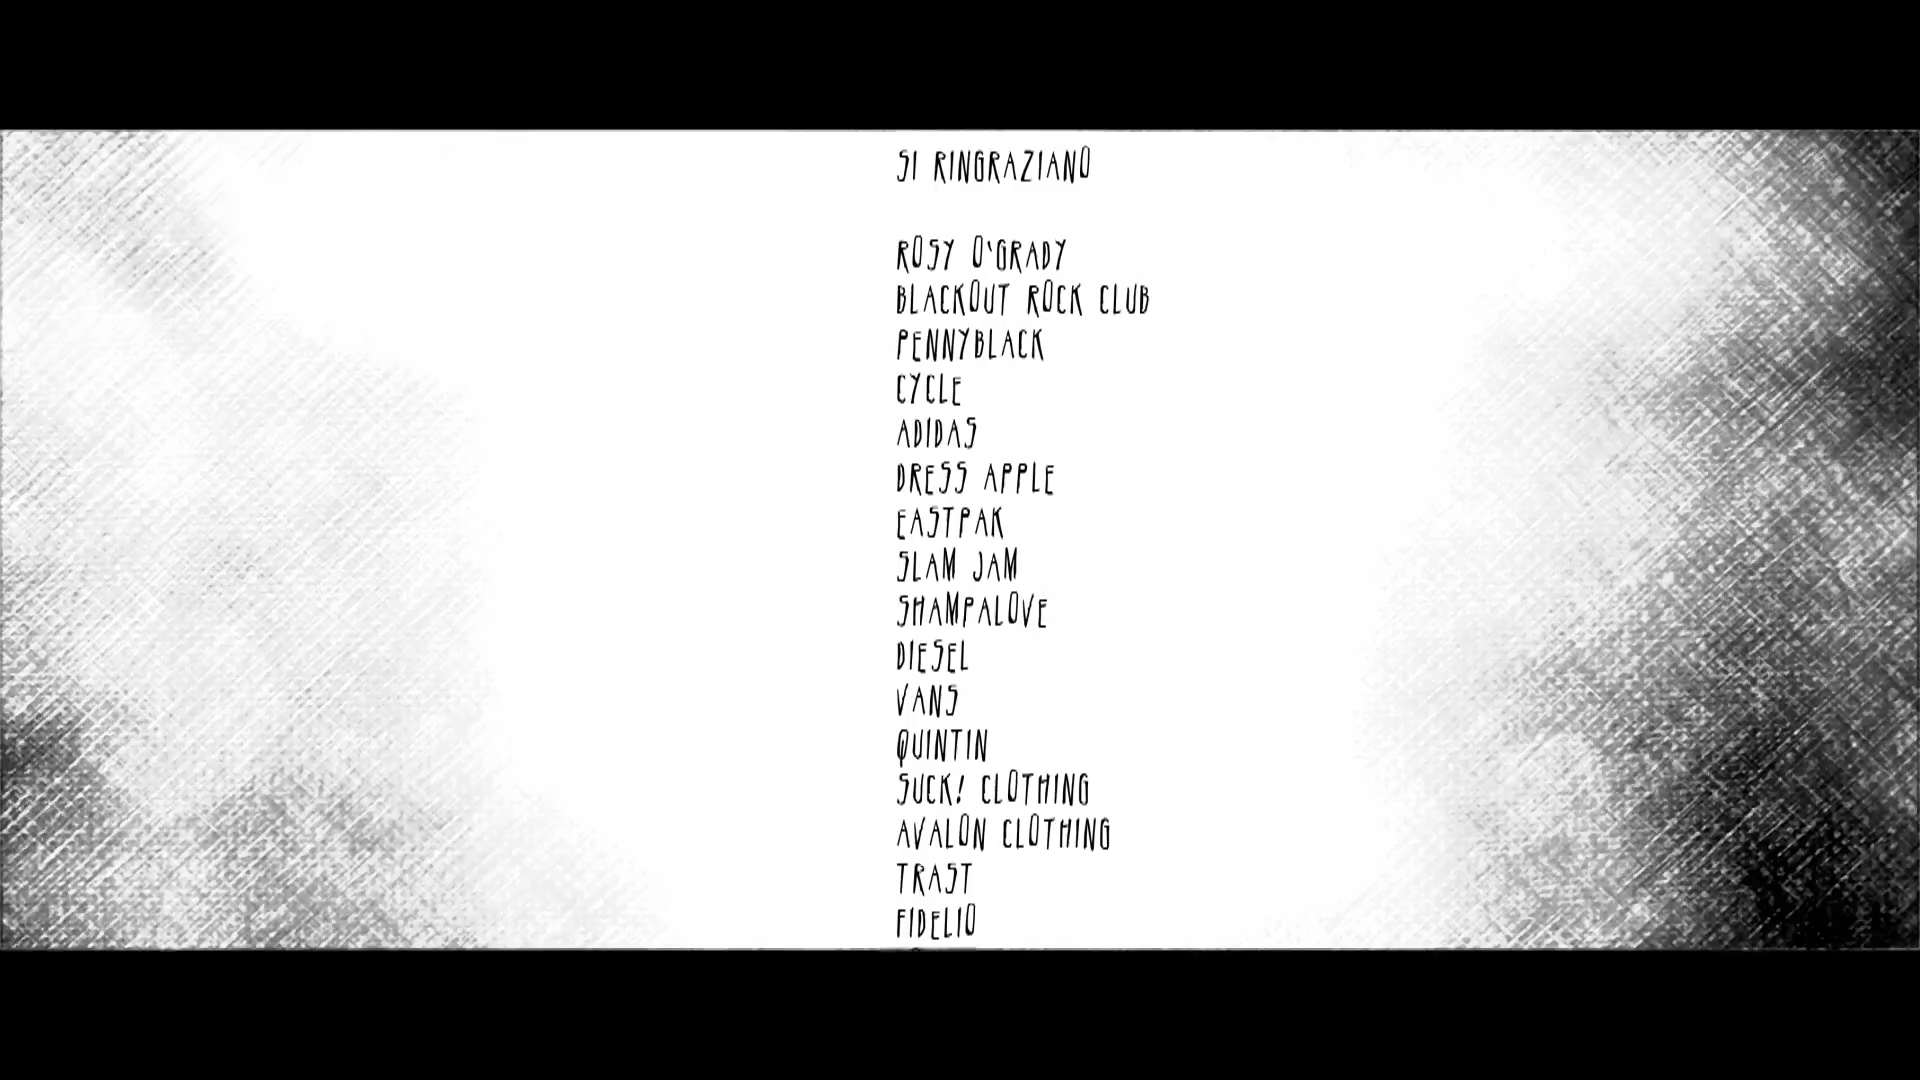 SI RINGRAZIANO
ROSY O'GRADY
BLACKOUT ROCK CLUB
PENNYBLACK
CYCLE
ADIDAS
DRESS APPLE
EASTPAK
SLAM JAM
SHAMPALOVE
DIESEL
VANS
QUINTIN
SUCK! CLOTHING
AVALON CLOTHING
TRAST
FIDELIO